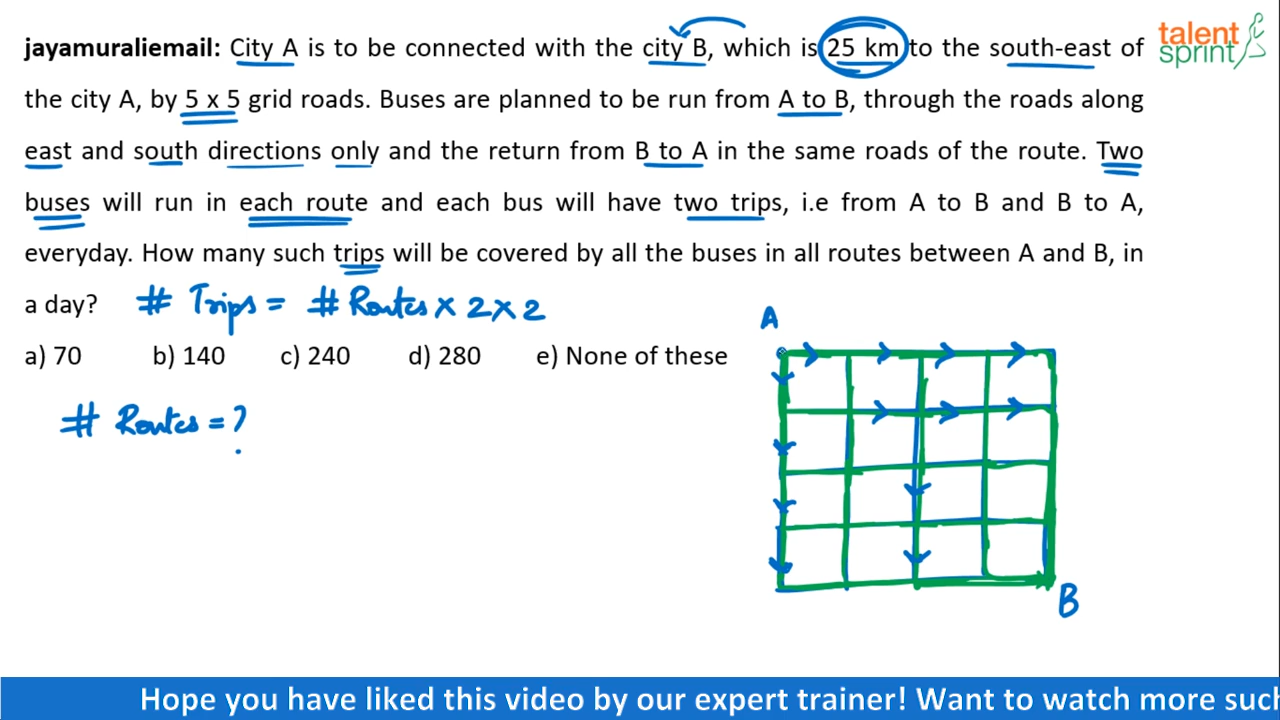 jayamuraliemail: City A is to be connected with the city B, which is 25 km to the south-east of
the city A, by 5 x 5 grid roads. Buses are planned to be run from A to B, through the roads along
east and south directions only and the return from B to A in the same roads of the route. Two
buses will run in each route and each bus will have two trips, i.e from A to B and B to A,
everyday. How many such trips will be covered by all the buses in all routes between A and B, in
a day? # Trips = # Routes x 2 x 2
a) 70 b) 140 c) 240 d) 280 e) None of these
# Routes = ?
A
B
talent
sprint
Hope you have liked this video by our expert trainer! Want to watch more suc